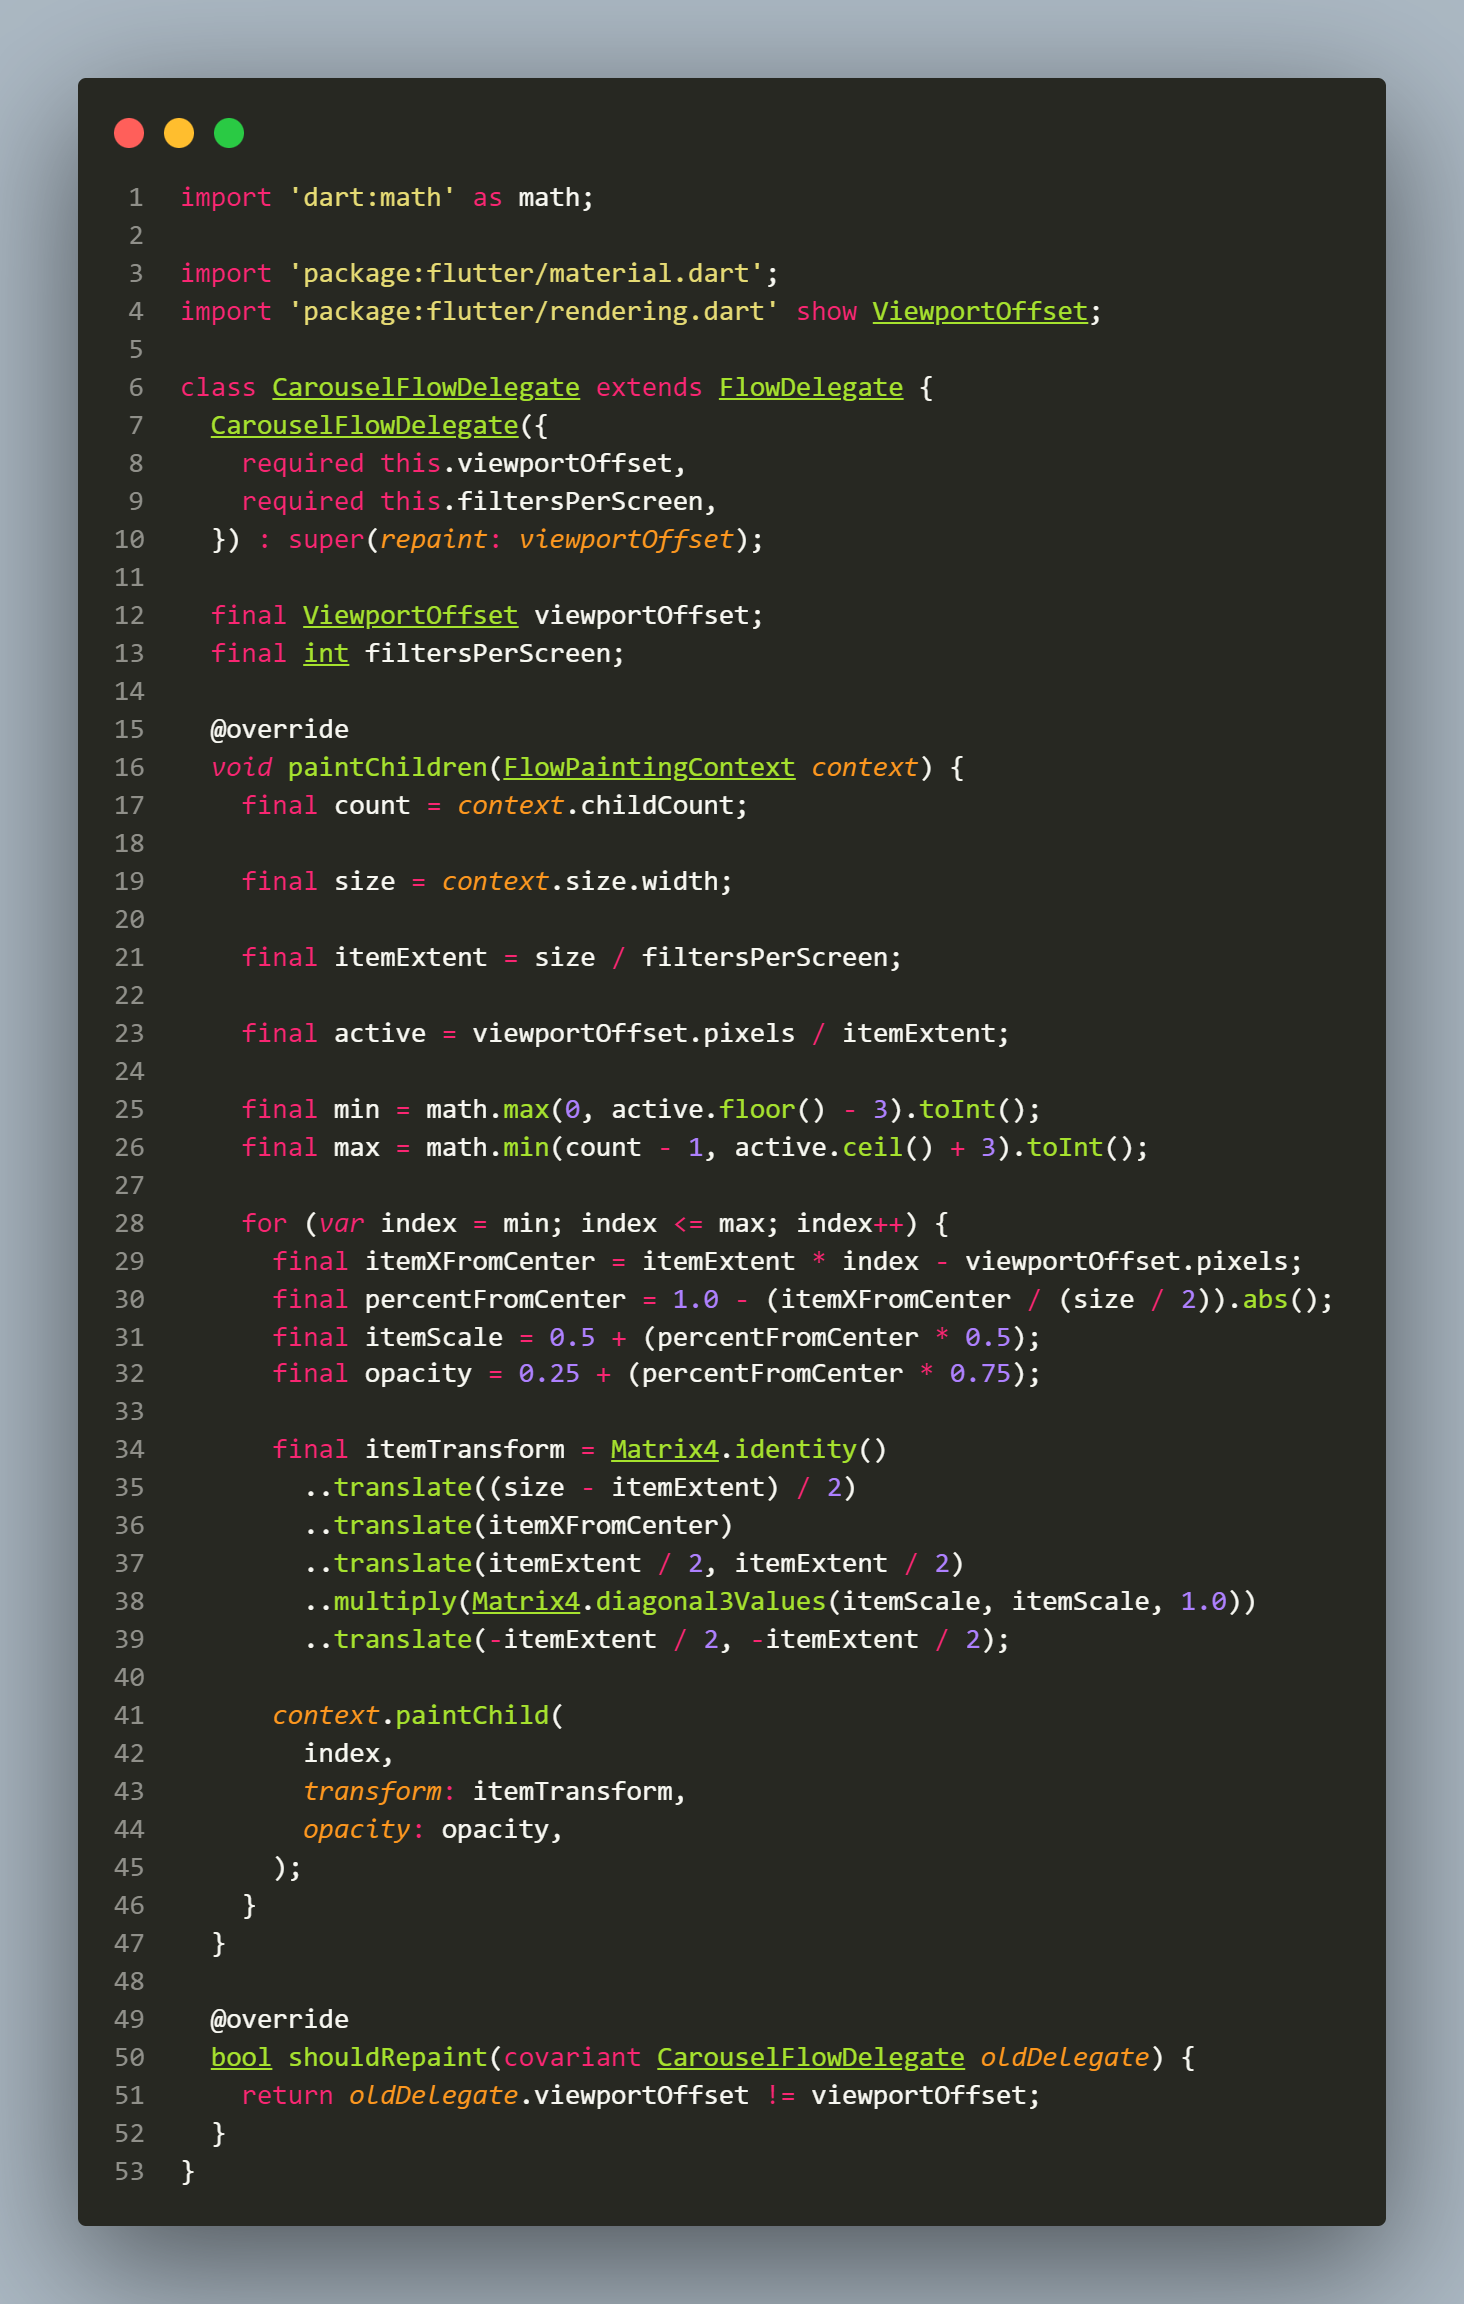 1 import 'dart:math' as math;
2
3 import 'package:flutter/material.dart';
4 import 'package:flutter/rendering.dart' show ViewportOffset;
5
6 class CarouselFlowDelegate extends FlowDelegate {
7   CarouselFlowDelegate({
8     required this.viewportOffset,
9     required this.filtersPerScreen,
10   }) : super(repaint: viewportOffset);
11
12   final ViewportOffset viewportOffset;
13   final int filtersPerScreen;
14
15   @override
16   void paintChildren(FlowPaintingContext context) {
17     final count = context.childCount;
18
19     final size = context.size.width;
20
21     final itemExtent = size / filtersPerScreen;
22
23     final active = viewportOffset.pixels / itemExtent;
24
25     final min = math.max(0, active.floor() - 3).toInt();
26     final max = math.min(count - 1, active.ceil() + 3).toInt();
27
28     for (var index = min; index <= max; index++) {
29       final itemXFromCenter = itemExtent * index - viewportOffset.pixels;
30       final percentFromCenter = 1.0 - (itemXFromCenter / (size / 2)).abs();
31       final itemScale = 0.5 + (percentFromCenter * 0.5);
32       final opacity = 0.25 + (percentFromCenter * 0.75);
33
34       final itemTransform = Matrix4.identity()
35         ..translate((size - itemExtent) / 2)
36         ..translate(itemXFromCenter)
37         ..translate(itemExtent / 2, itemExtent / 2)
38         ..multiply(Matrix4.diagonal3Values(itemScale, itemScale, 1.0))
39         ..translate(-itemExtent / 2, -itemExtent / 2);
40
41       context.paintChild(
42         index,
43         transform: itemTransform,
44         opacity: opacity,
45       );
46     }
47   }
48
49   @override
50   bool shouldRepaint(covariant CarouselFlowDelegate oldDelegate) {
51     return oldDelegate.viewportOffset != viewportOffset;
52   }
53 }